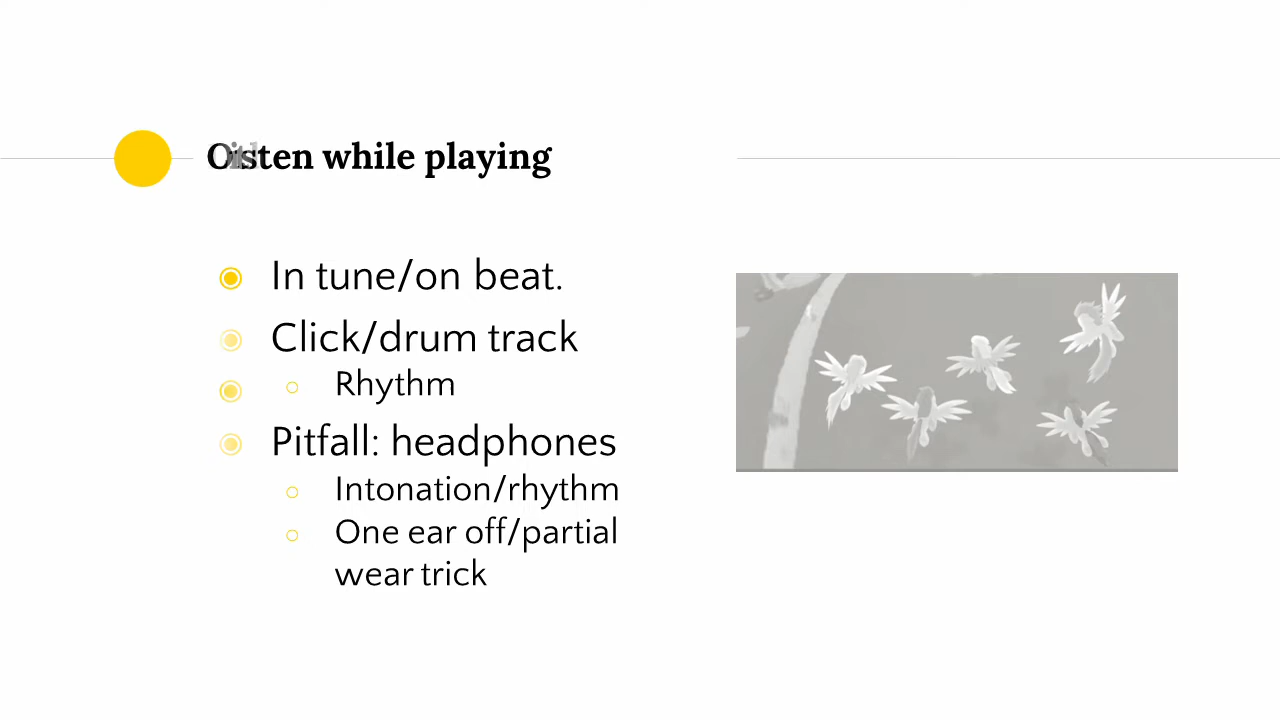 while playing
In tune/on beat.
Click/drum track
Rhythm
Pitfall: headphones
Intonation/rhythm
One ear off/partial
wear trick